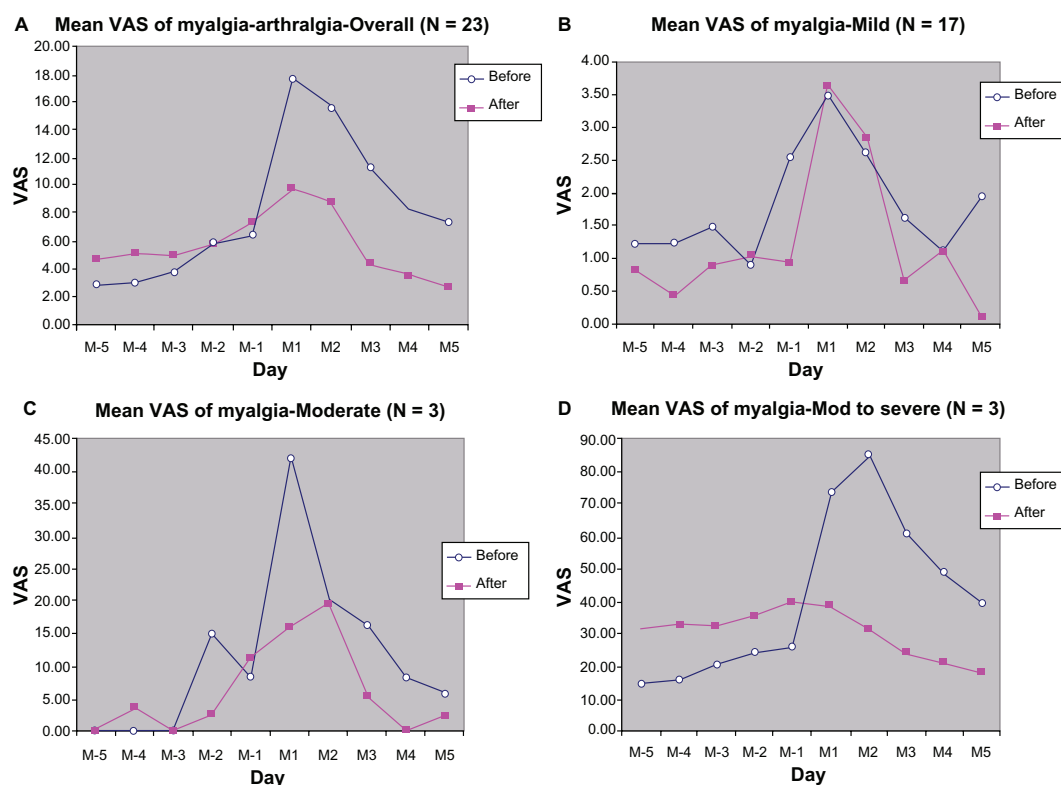 A Mean VAS of myalgia-arthralgia-Overall (N = 23)
20.00
18.00
16.00
14.00
12.00
10.00
8.00
6.00
4.00
2.00
0.00
VAS
Before
After
M-5 M-4 M-3 M-2 M-1 M1 M2 M3 M4 M5
Day
B Mean VAS of myalgia-Mild (N = 17)
4.00
3.50
3.00
2.50
2.00
1.50
1.00
0.50
0.00
VAS
Before
After
M-5 M-4 M-3 M-2 M-1 M1 M2 M3 M4 M5
Day
C Mean VAS of myalgia-Moderate (N = 3)
45.00
40.00
35.00
30.00
25.00
20.00
15.00
10.00
5.00
0.00
VAS
Before
After
M-5 M-4 M-3 M-2 M-1 M1 M2 M3 M4 M5
Day
D Mean VAS of myalgia-Mod to severe (N = 3)
90.00
80.00
70.00
60.00
50.00
40.00
30.00
20.00
10.00
0.00
VAS
Before
After
M-5 M-4 M-3 M-2 M-1 M1 M2 M3 M4 M5
Day